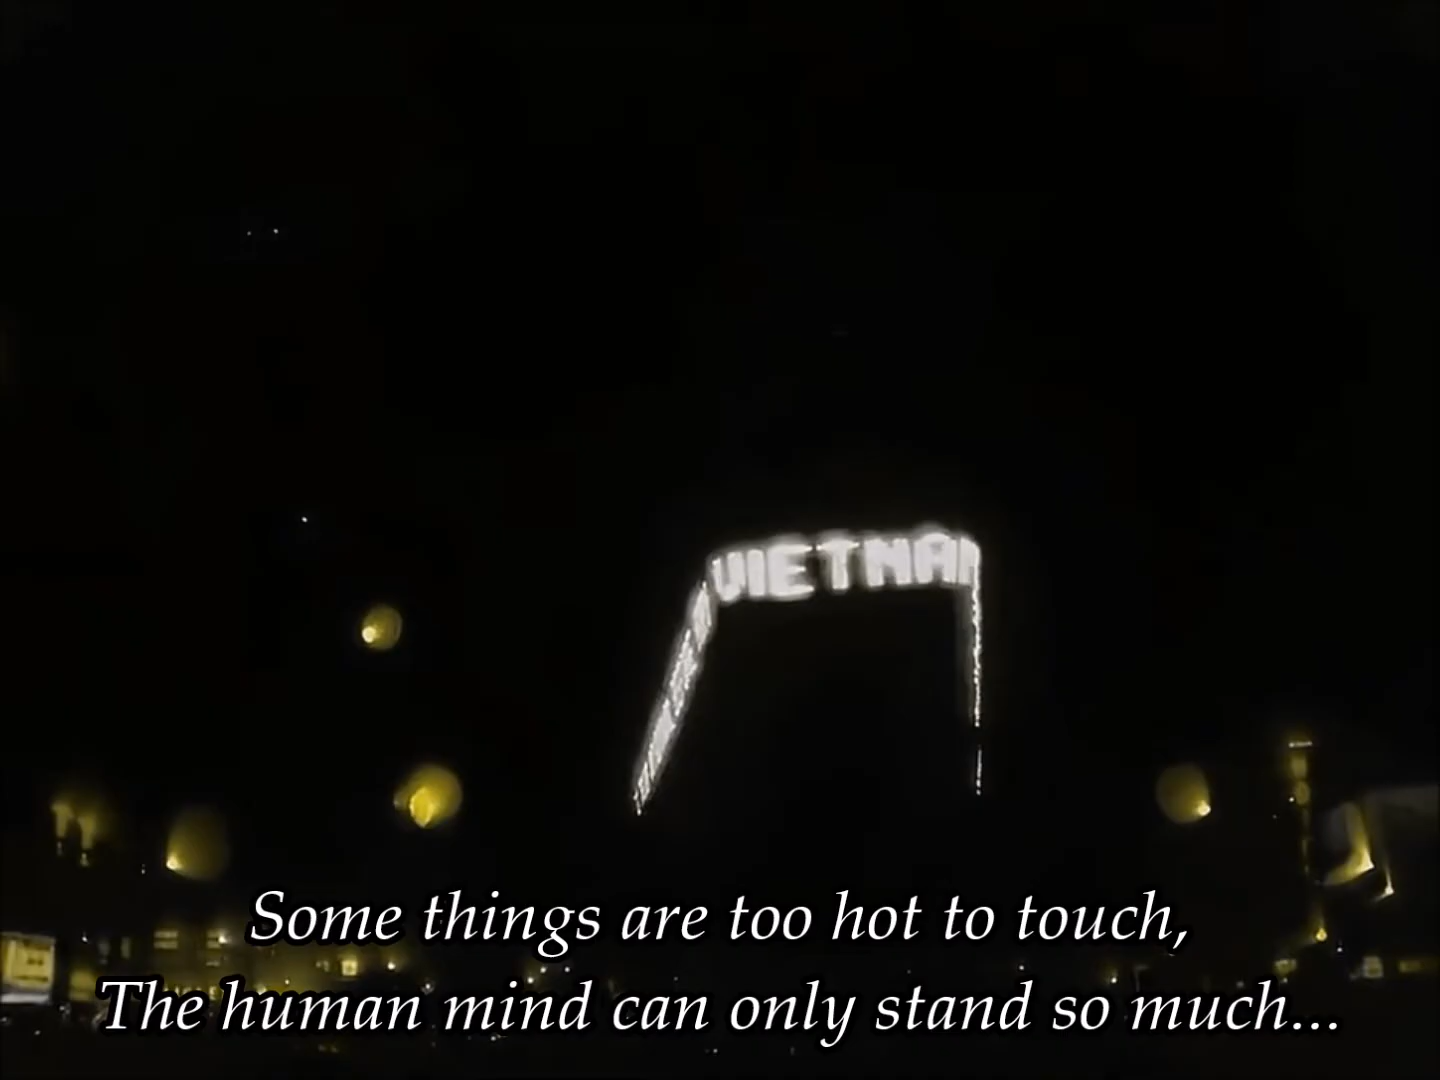 VIETNAM
Some things are too hot to touch,
The human mind can only stand so much...